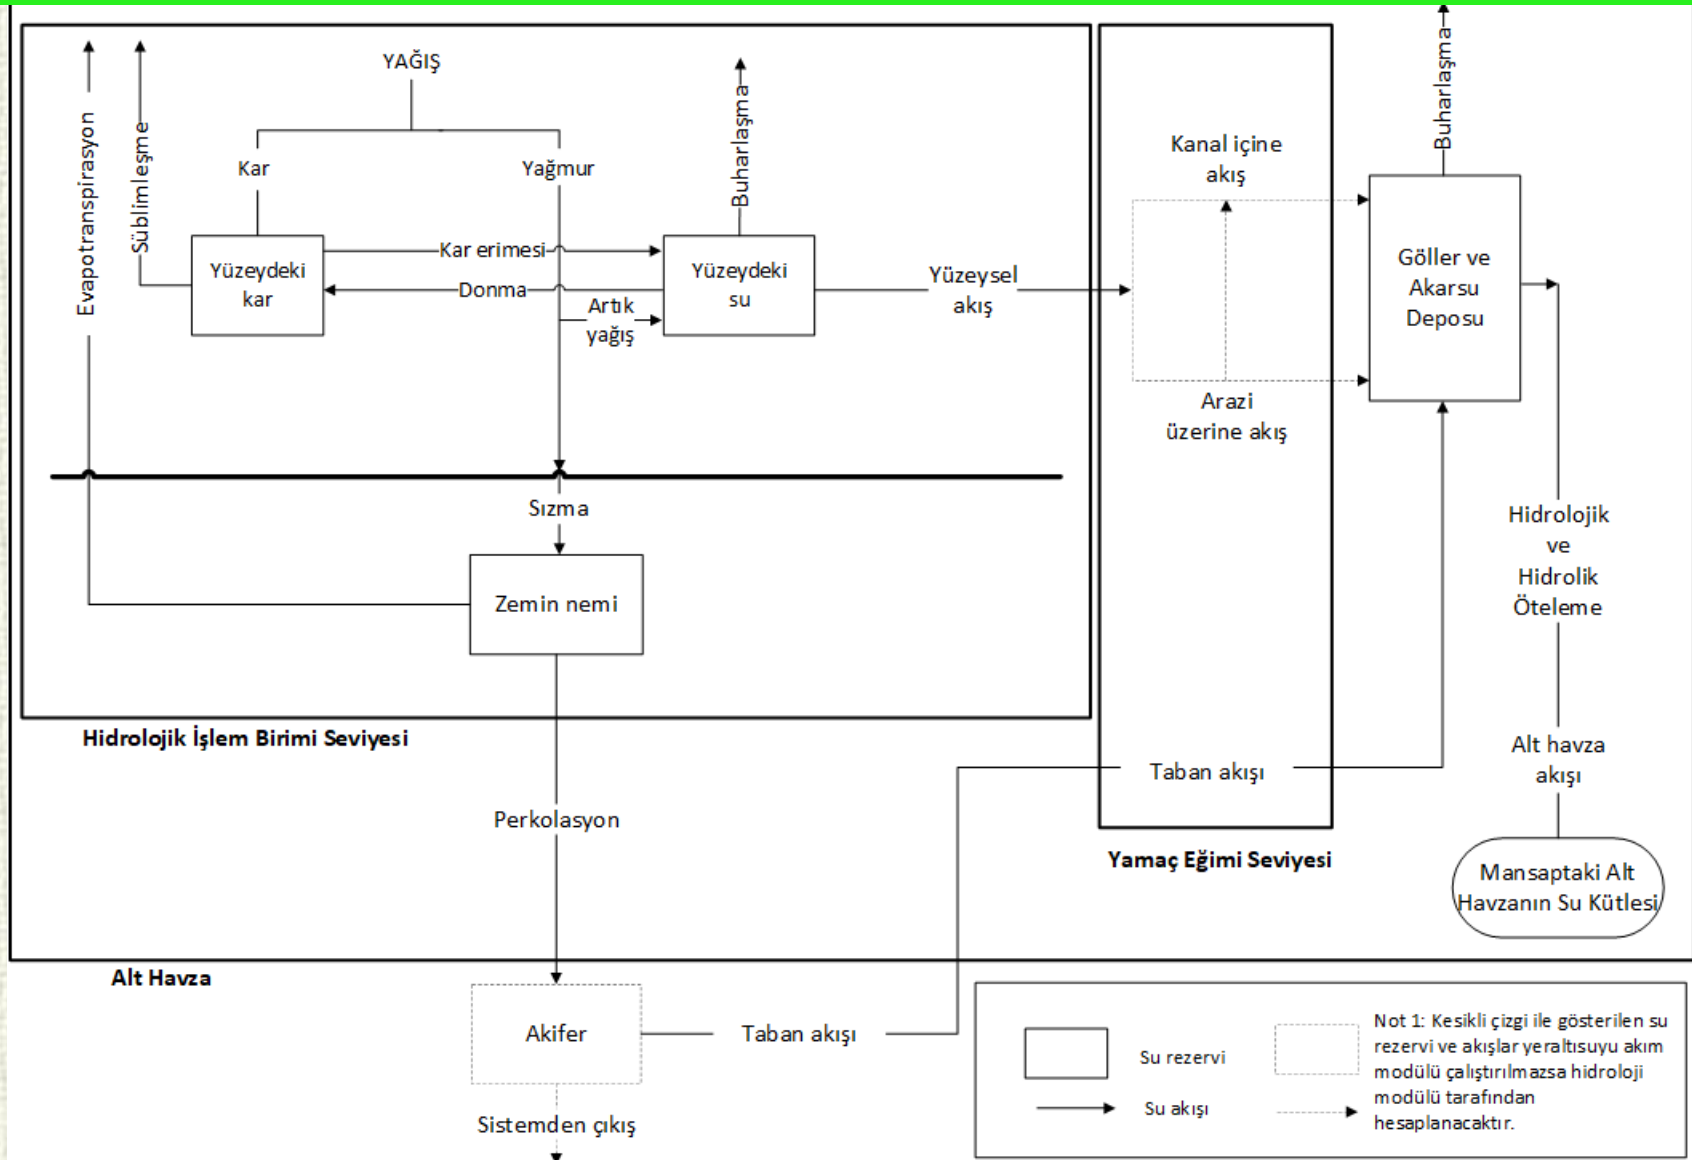 YAĞIŞ
Kar
Yağmur
Evapotranspirasyon
Süblimleşme
Buharlaşma
Yüzeydeki
kar
Kar erimesi
Donma
Artık
yağış
Yüzeydeki
su
Yüzeysel
akış
Kanal içine
akış
Arazi
üzerine akış
Buharlaşma
Göller ve
Akarsu
Deposu
Sızma
Zemin nemi
Hidrolojik
ve
Hidrolik
Öteleme
Hidrolojik İşlem Birimi Seviyesi
Alt havza
akışı
Taban akışı
Perkolasyon
Yamaç Eğimi Seviyesi
Mansaptaki Alt
Havzanın Su Kütlesi
Alt Havza
Akifer
Taban akışı
Sistemden çıkış
Su rezervi
Su akışı
Not 1: Kesikli çizgi ile gösterilen su
rezervi ve akışlar yeraltısuyu akım
modülü çalıştırılmazsa hidroloji
modülü tarafından
hesaplanacaktır.